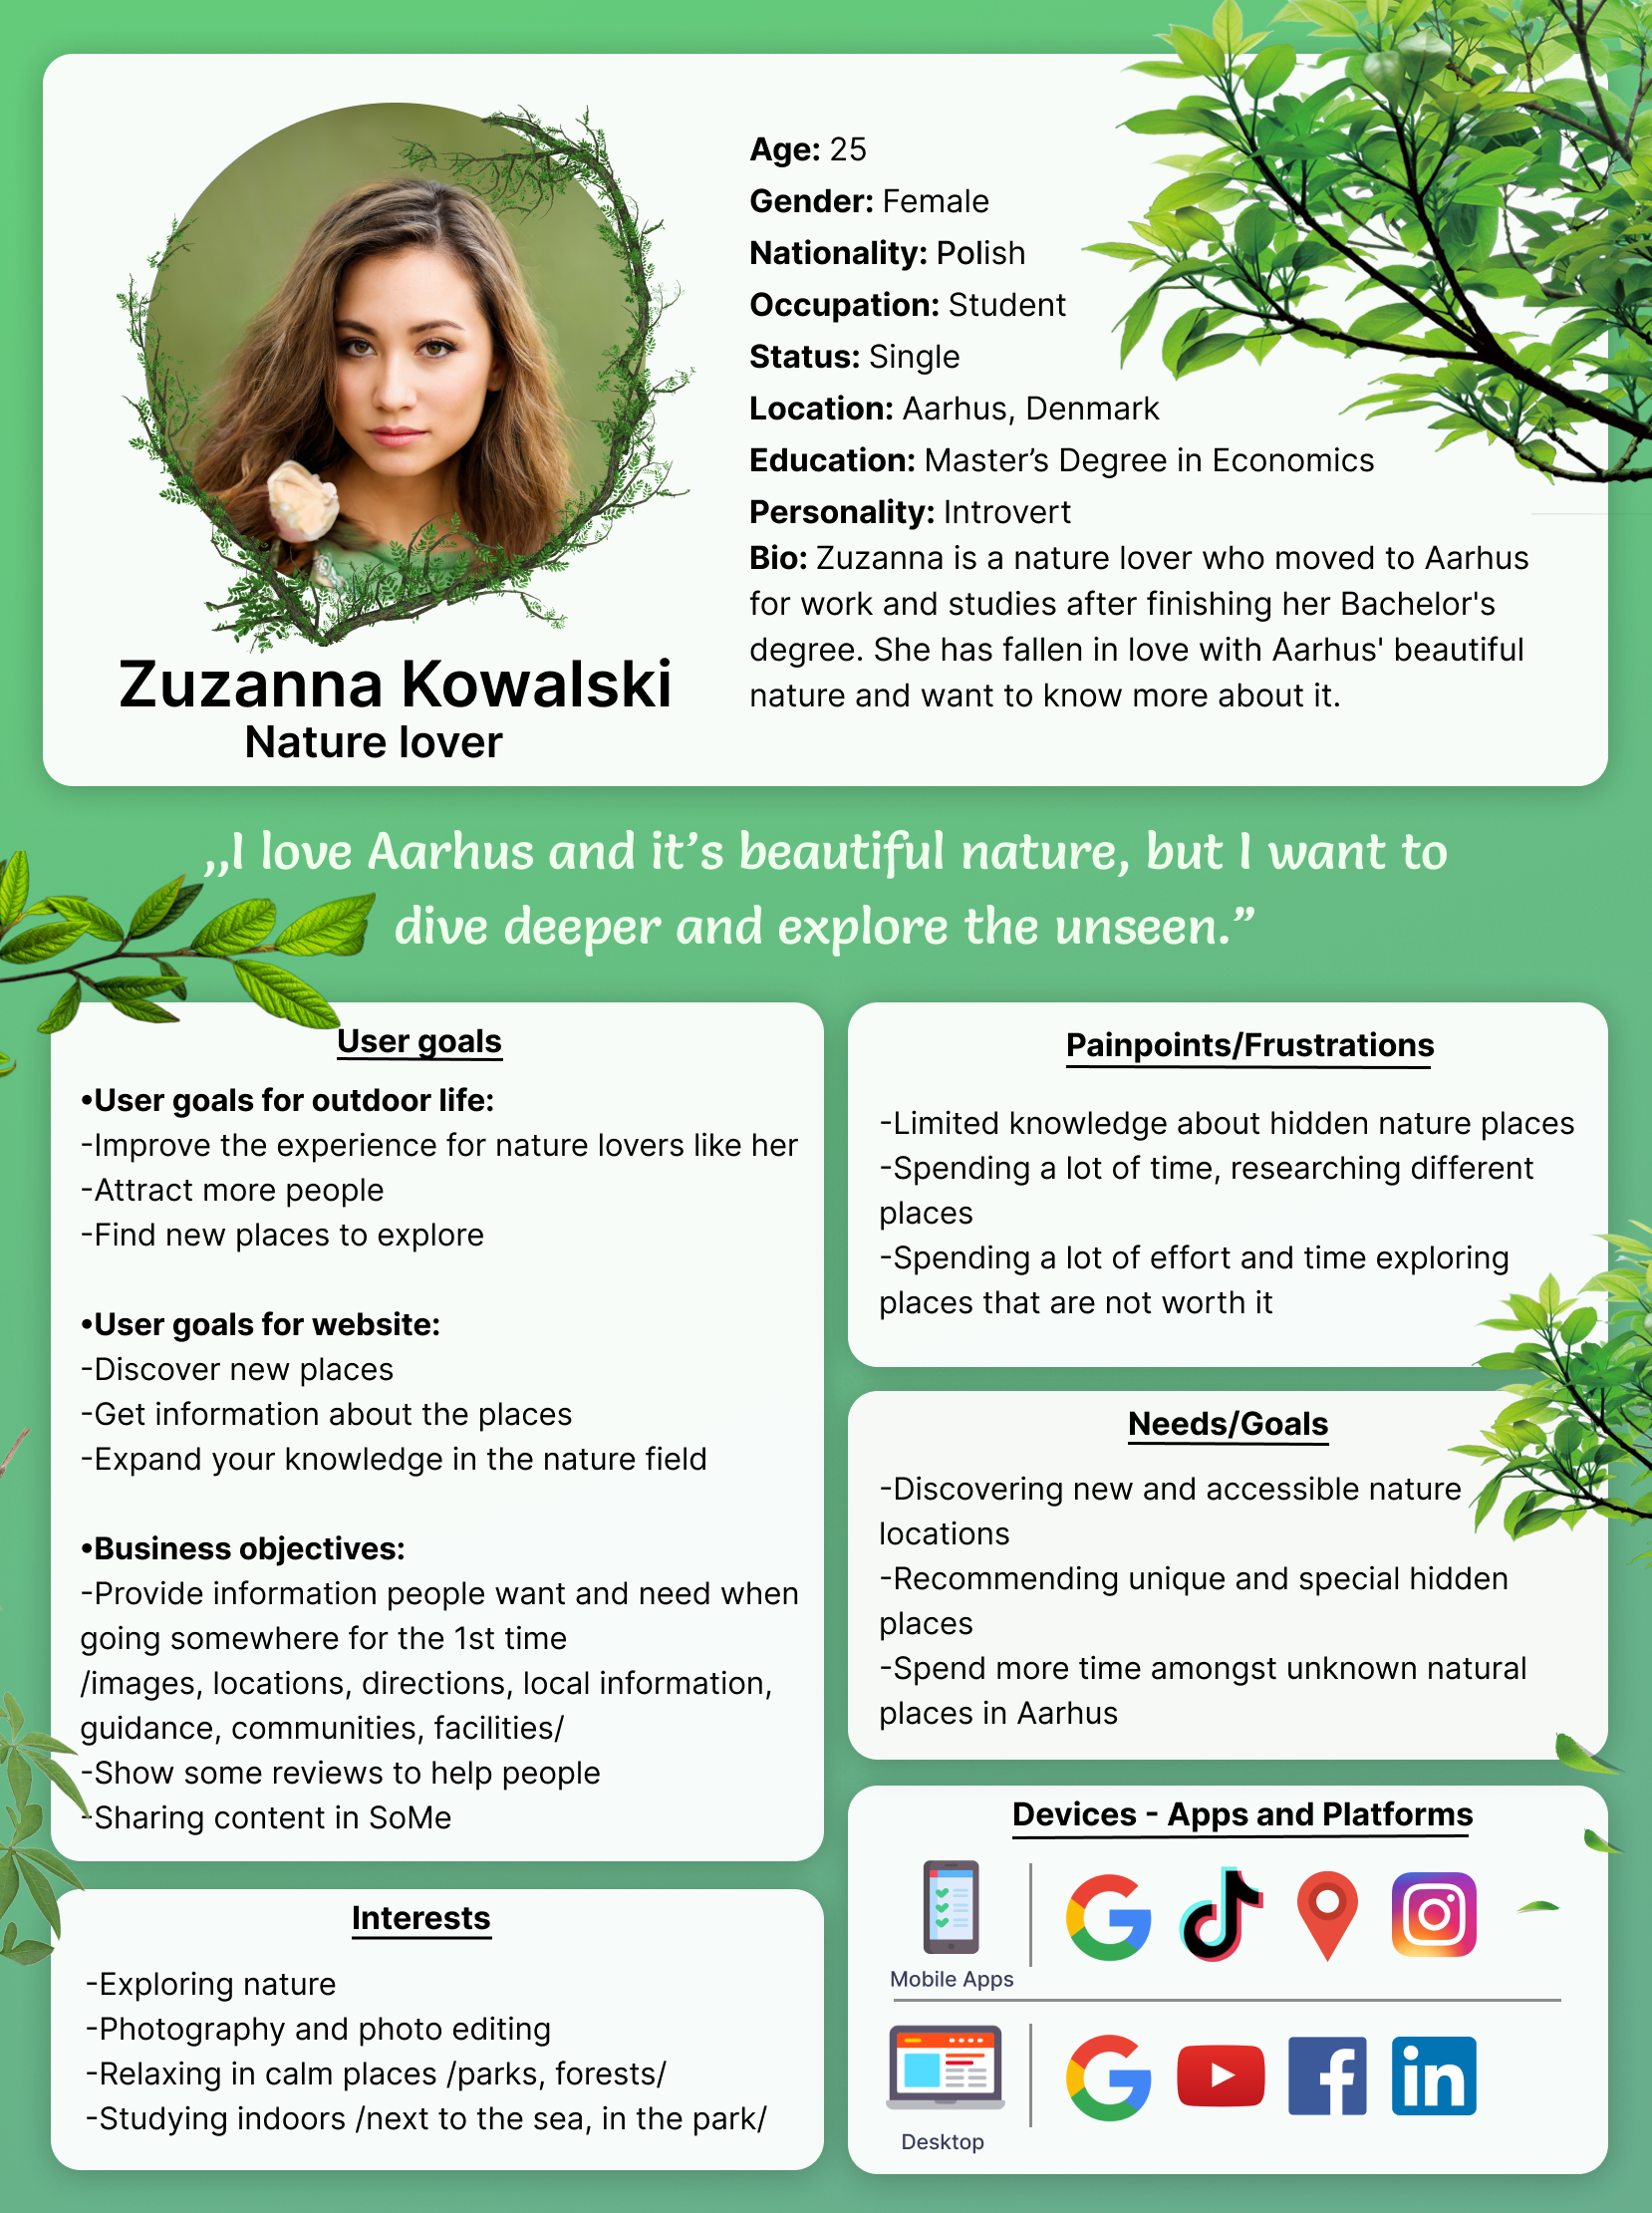 Age: 25
Gender: Female
Nationality: Polish
Occupation: Student
Status: Single
Location: Aarhus, Denmark
Education: Master’s Degree in Economics
Personality: Introvert
Bio: Zuzanna is a nature lover who moved to Aarhus
for work and studies after finishing her Bachelor's
degree. She has fallen in love with Aarhus' beautiful
nature and want to know more about it.
Zuzanna Kowalski
Nature lover
,,I love Aarhus and it’s beautiful nature, but I want to
dive deeper and explore the unseen.”
User goals
•User goals for outdoor life:
-Improve the experience for nature lovers like her
-Attract more people
-Find new places to explore
•User goals for website:
-Discover new places
-Get information about the places
-Expand your knowledge in the nature field
•Business objectives:
-Provide information people want and need when
going somewhere for the 1st time
/images, locations, directions, local information,
guidance, communities, facilities/
-Show some reviews to help people
-Sharing content in SoMe
Interests
-Exploring nature
-Photography and photo editing
-Relaxing in calm places /parks, forests/
-Studying indoors /next to the sea, in the park/
Painpoints/Frustrations
-Limited knowledge about hidden nature places
-Spending a lot of time, researching different
places
-Spending a lot of effort and time exploring
places that are not worth it
Needs/Goals
-Discovering new and accessible nature
locations
-Recommending unique and special hidden
places
-Spend more time amongst unknown natural
places in Aarhus
Devices - Apps and Platforms
Mobile Apps
Desktop